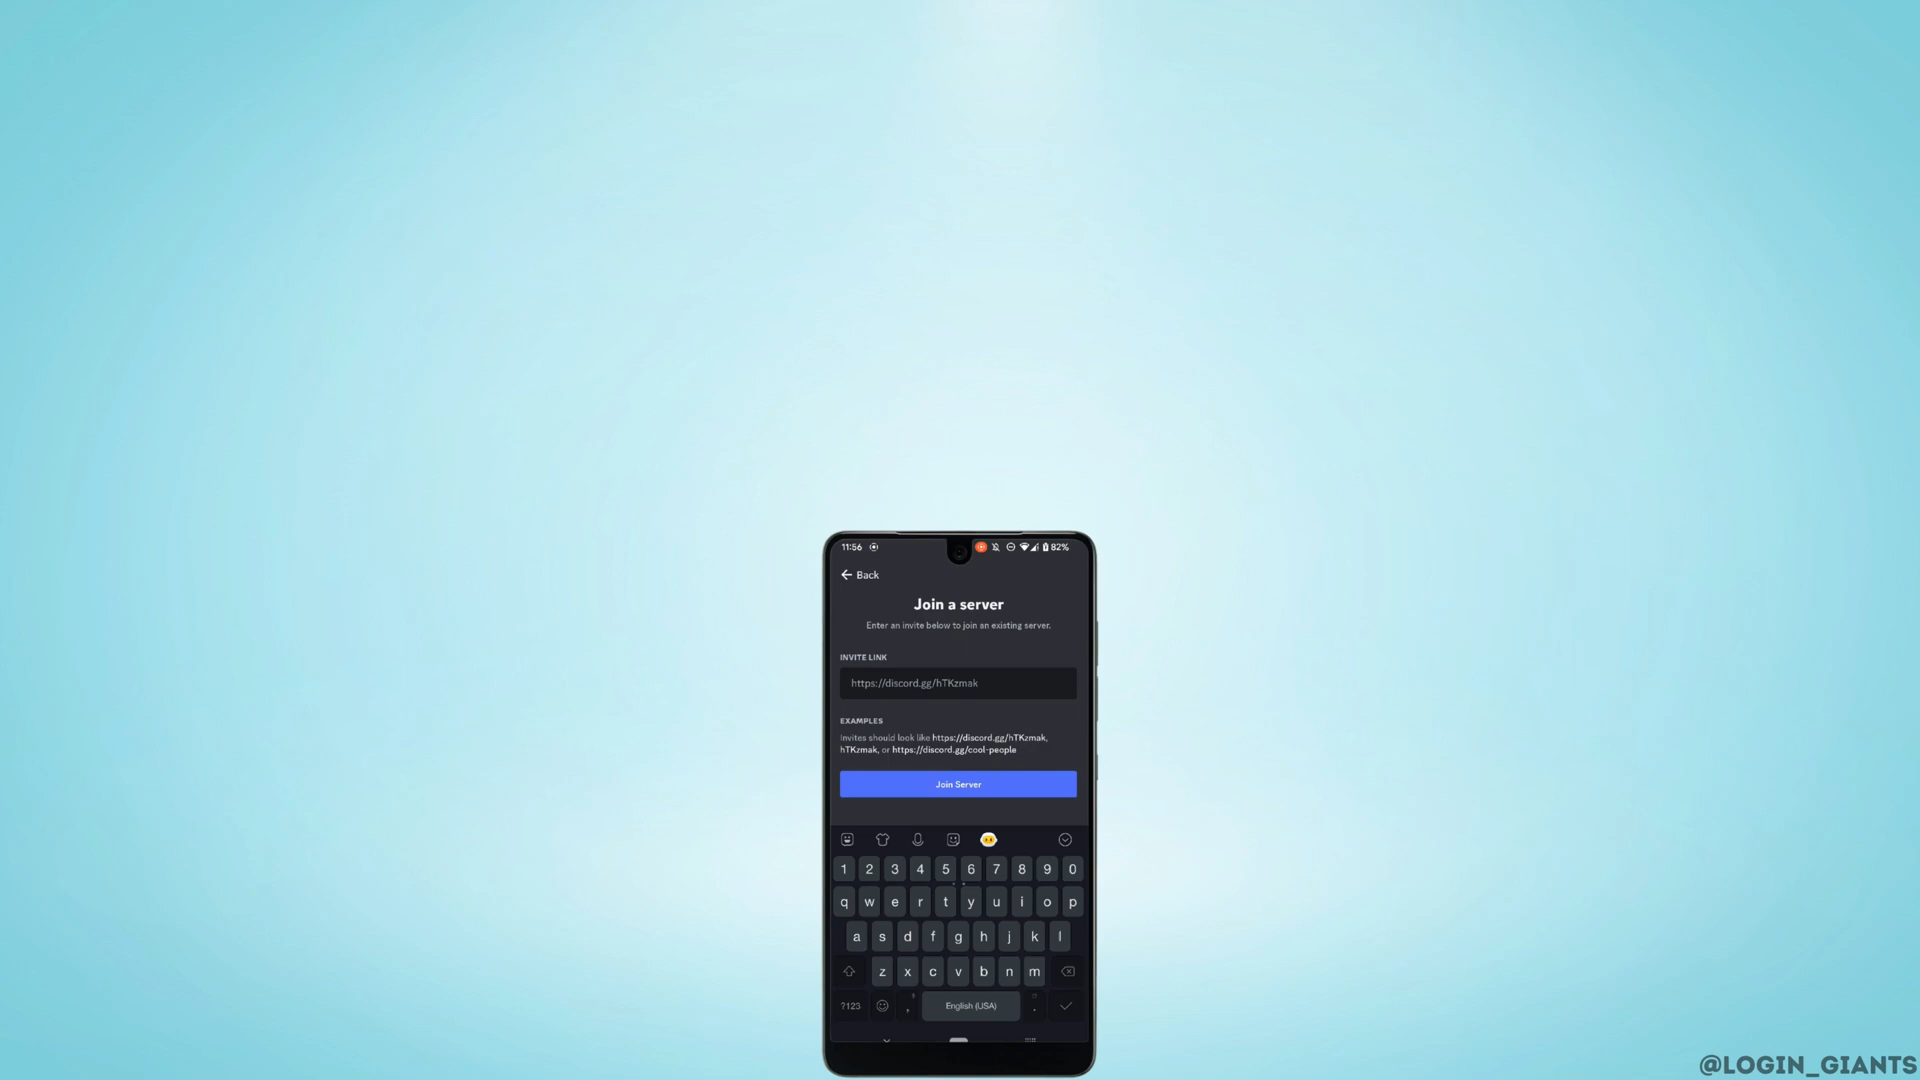 11:56
82%
Back
Join a server
Enter an invite below to join an existing server.
INVITE LINK
https://discord.gg/hTKzmak
EXAMPLES
Invites should look like https://discord.gg/hTKzmak,
hTKzmak, or https://discord.gg/cool-people
Join Server
1 2 3 4 5 6 7 8 9 0
q w e r t y u i o p
a s d f g h j k l
z x c v b n m
?123 , English (USA) .
@LOGIN_GIANTS